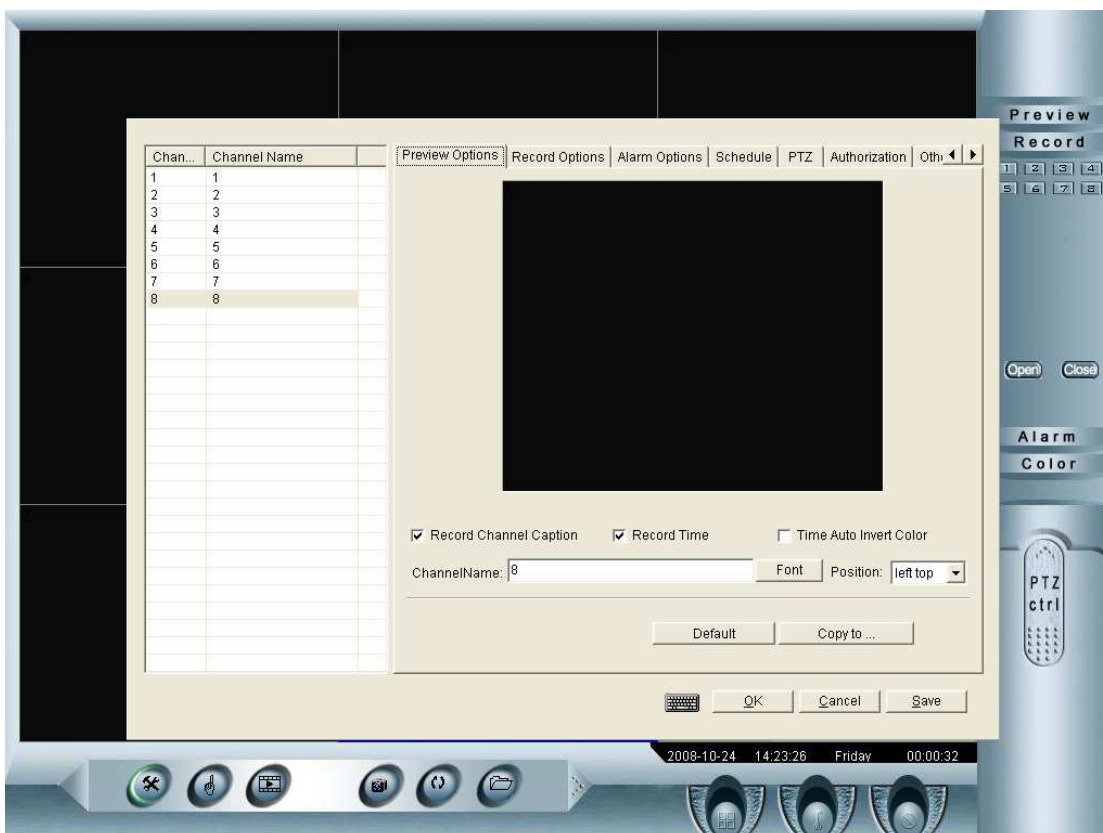 Preview
Record
1 2 3 4
5 6 7 8
Chan... Channel Name
1 1
2 2
3 3
4 4
5 5
6 6
7 7
8 8
Preview Options Record Options Alarm Options Schedule PTZ Authorization Oth
Record Channel Caption Record Time Time Auto Invert Color
ChannelName: 8 Font Position: left top
Default Copy to ...
OK Cancel Save
Open Close
Alarm
Color
PTZ
ctrl
2008-10-24 14:23:26 Friday 00:00:32